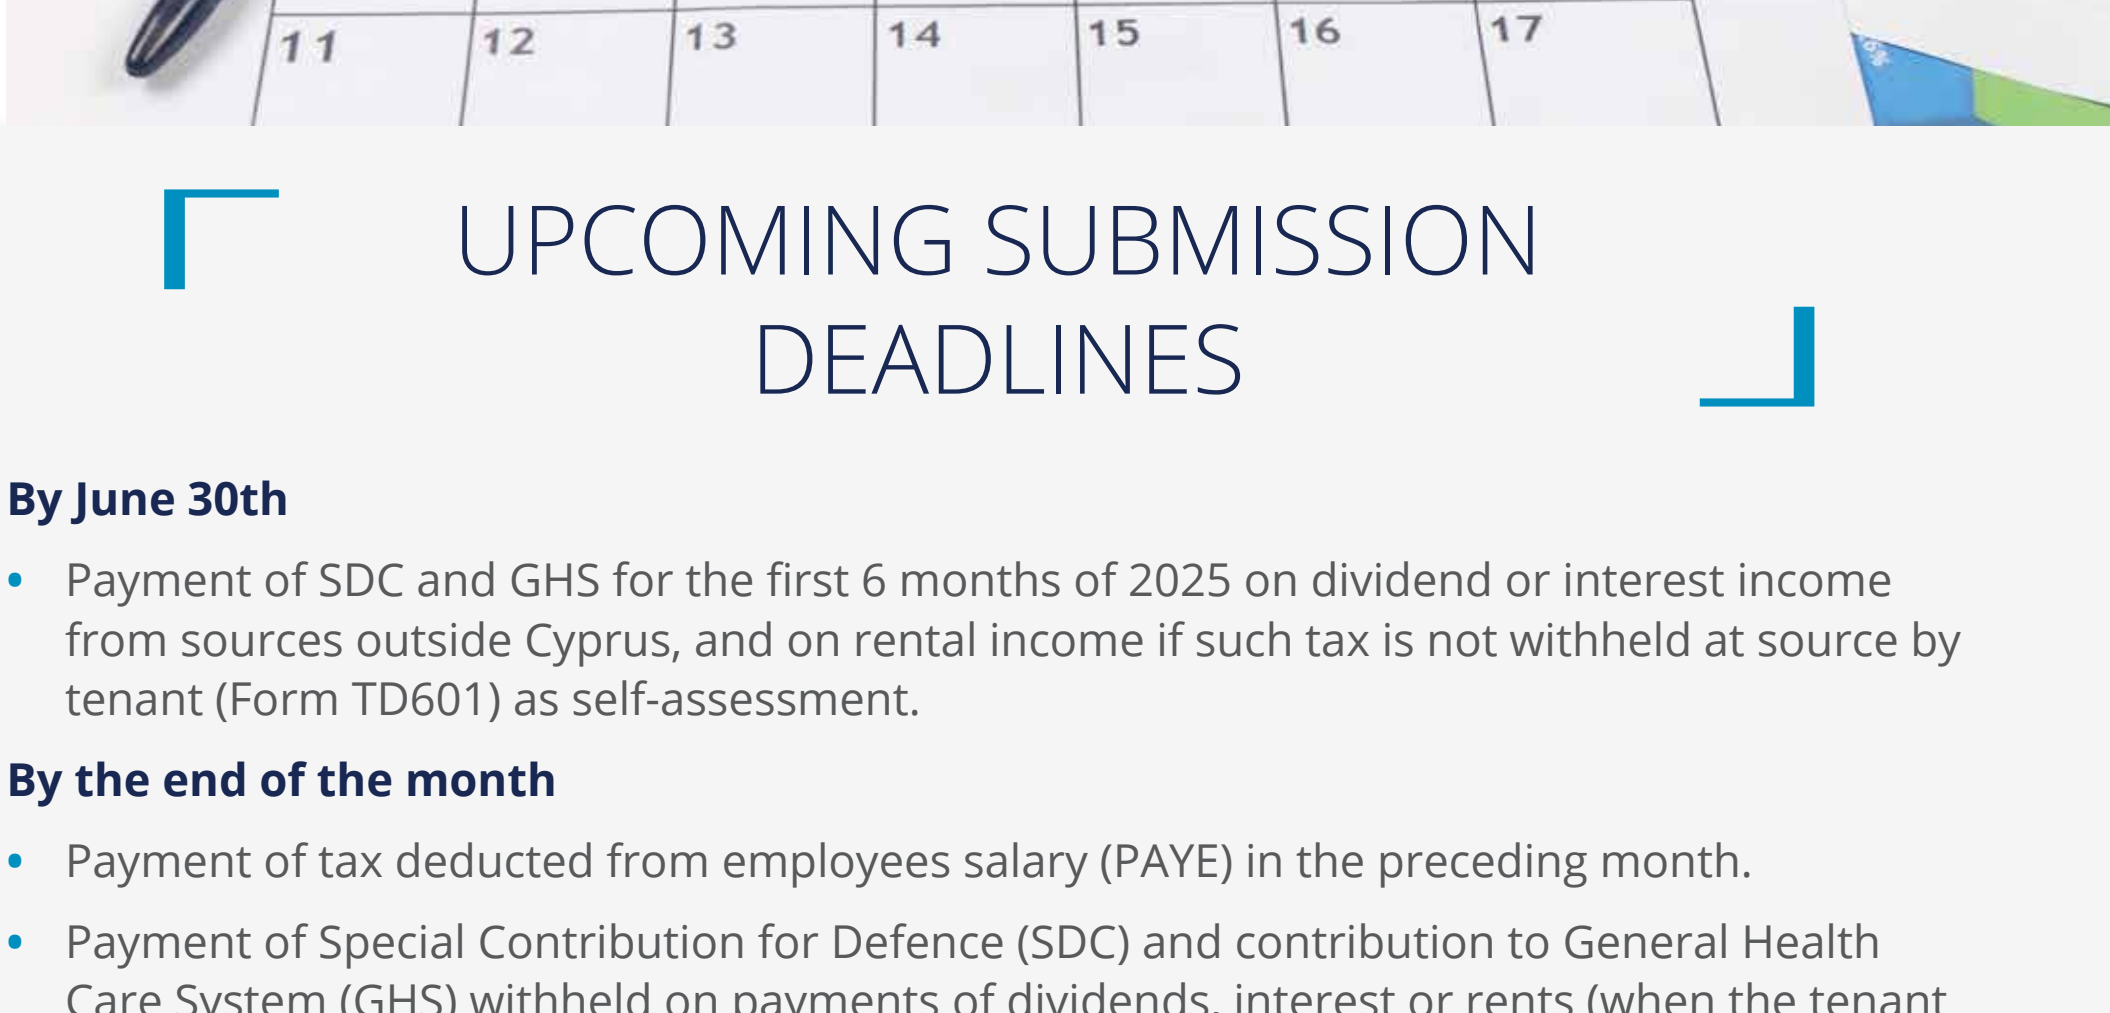 11 12 13 14 15 16 17
6%
UPCOMING SUBMISSION
DEADLINES
By June 30th
• Payment of SDC and GHS for the first 6 months of 2025 on dividend or interest income
from sources outside Cyprus, and on rental income if such tax is not withheld at source by
tenant (Form TD601) as self-assessment.
By the end of the month
• Payment of tax deducted from employees salary (PAYE) in the preceding month.
• Payment of Special Contribution for Defence (SDC) and contribution to General Health
Care System (GHS) withheld on payments of dividends, interest or rents (when the tenant